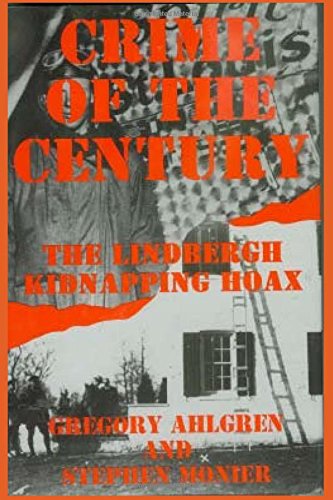 CRIME
OF THE
CENTURY
THE LINDBERGH
KIDNAPPING HOAX
GREGORY AHLGREN
AND
STEPHEN MONIER